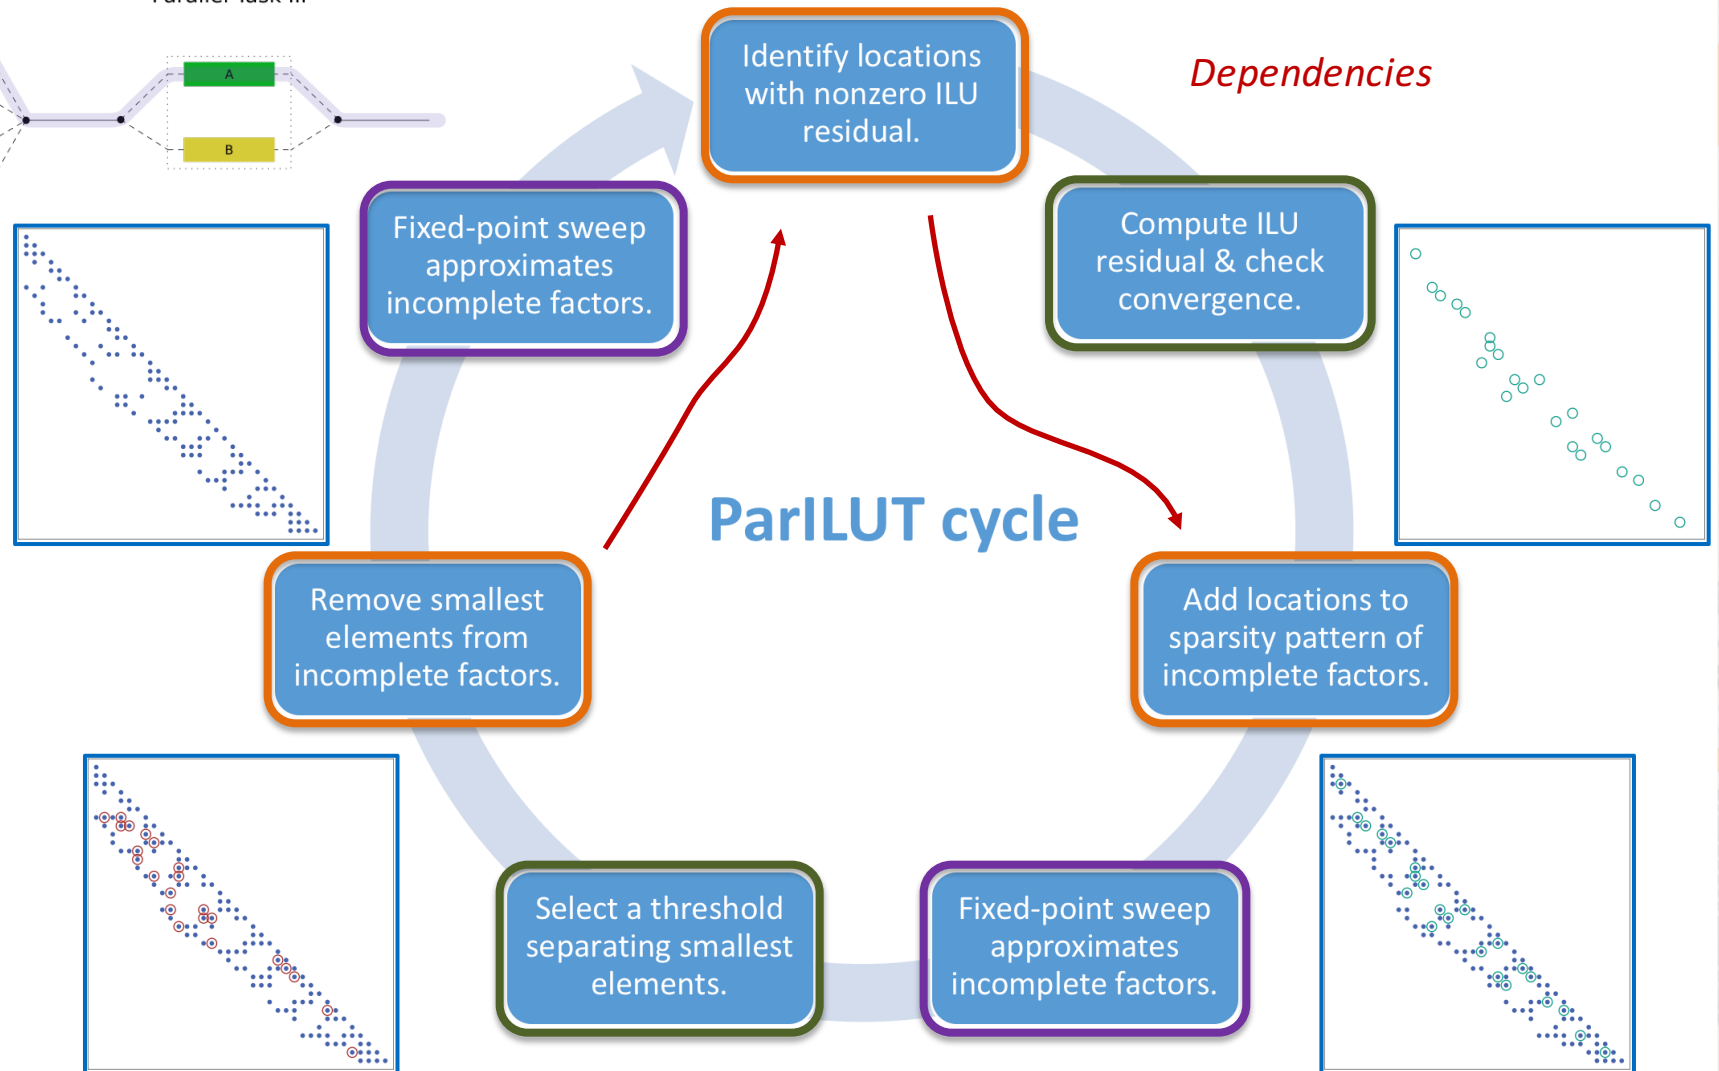 A
B
Dependencies
Identify locations
with nonzero ILU
residual.
Compute ILU
residual & check
convergence.
Add locations to
sparsity pattern of
incomplete factors.
Fixed-point sweep
approximates
incomplete factors.
Select a threshold
separating smallest
elements.
Remove smallest
elements from
incomplete factors.
Fixed-point sweep
approximates
incomplete factors.
ParILUT cycle